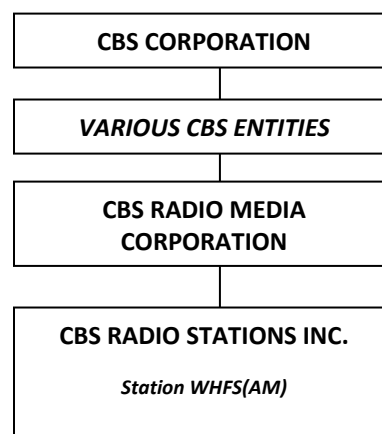 CBS CORPORATION
VARIOUS CBS ENTITIES
CBS RADIO MEDIA
CORPORATION
CBS RADIO STATIONS INC.
Station WHFS(AM)